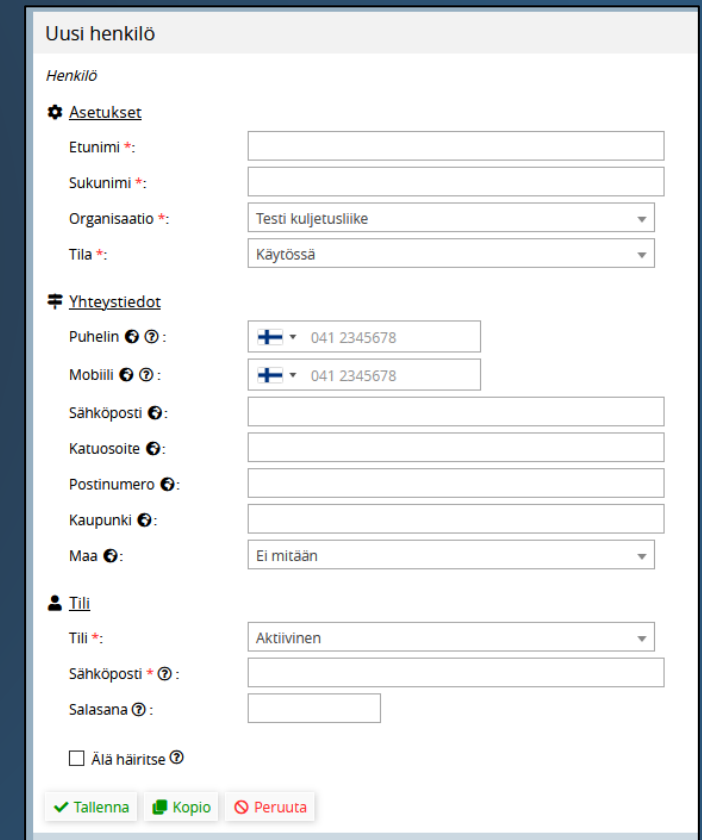 Uusi henkilö
Henkilö
Asetukset
Etunimi *:
Sukunimi *:
Organisaatio *: Testi kuljetusliike
Tila *: Käytössä
Yhteystiedot
Puhelin : 041 2345678
Mobiili : 041 2345678
Sähköposti :
Katuosoite :
Postinumero :
Kaupunki :
Maa : Ei mitään
Tili
Tili *: Aktiivinen
Sähköposti * :
Salasana :
Älä häiritse
Tallenna Kopio Peruuta